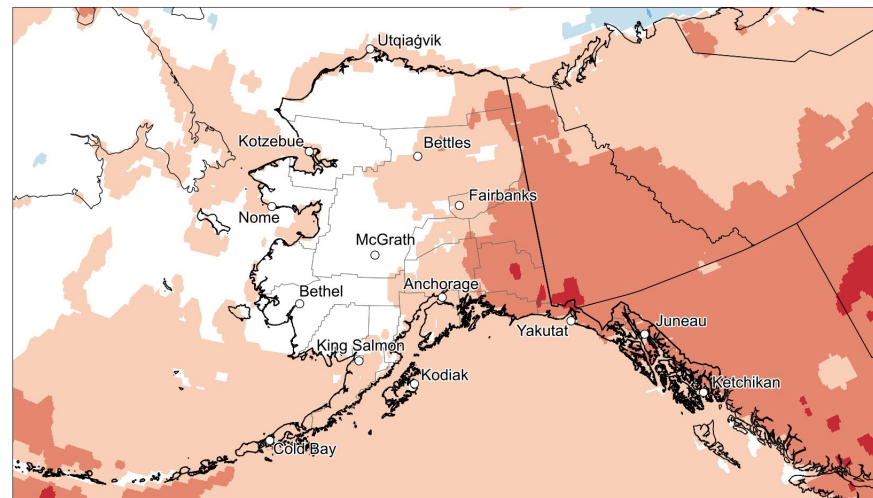 Utqiaġvik
Kotzebue
Bettles
Nome
Fairbanks
McGrath
Bethel
Anchorage
Yakutat
Juneau
King Salmon
Kodiak
Ketchikan
Cold Bay